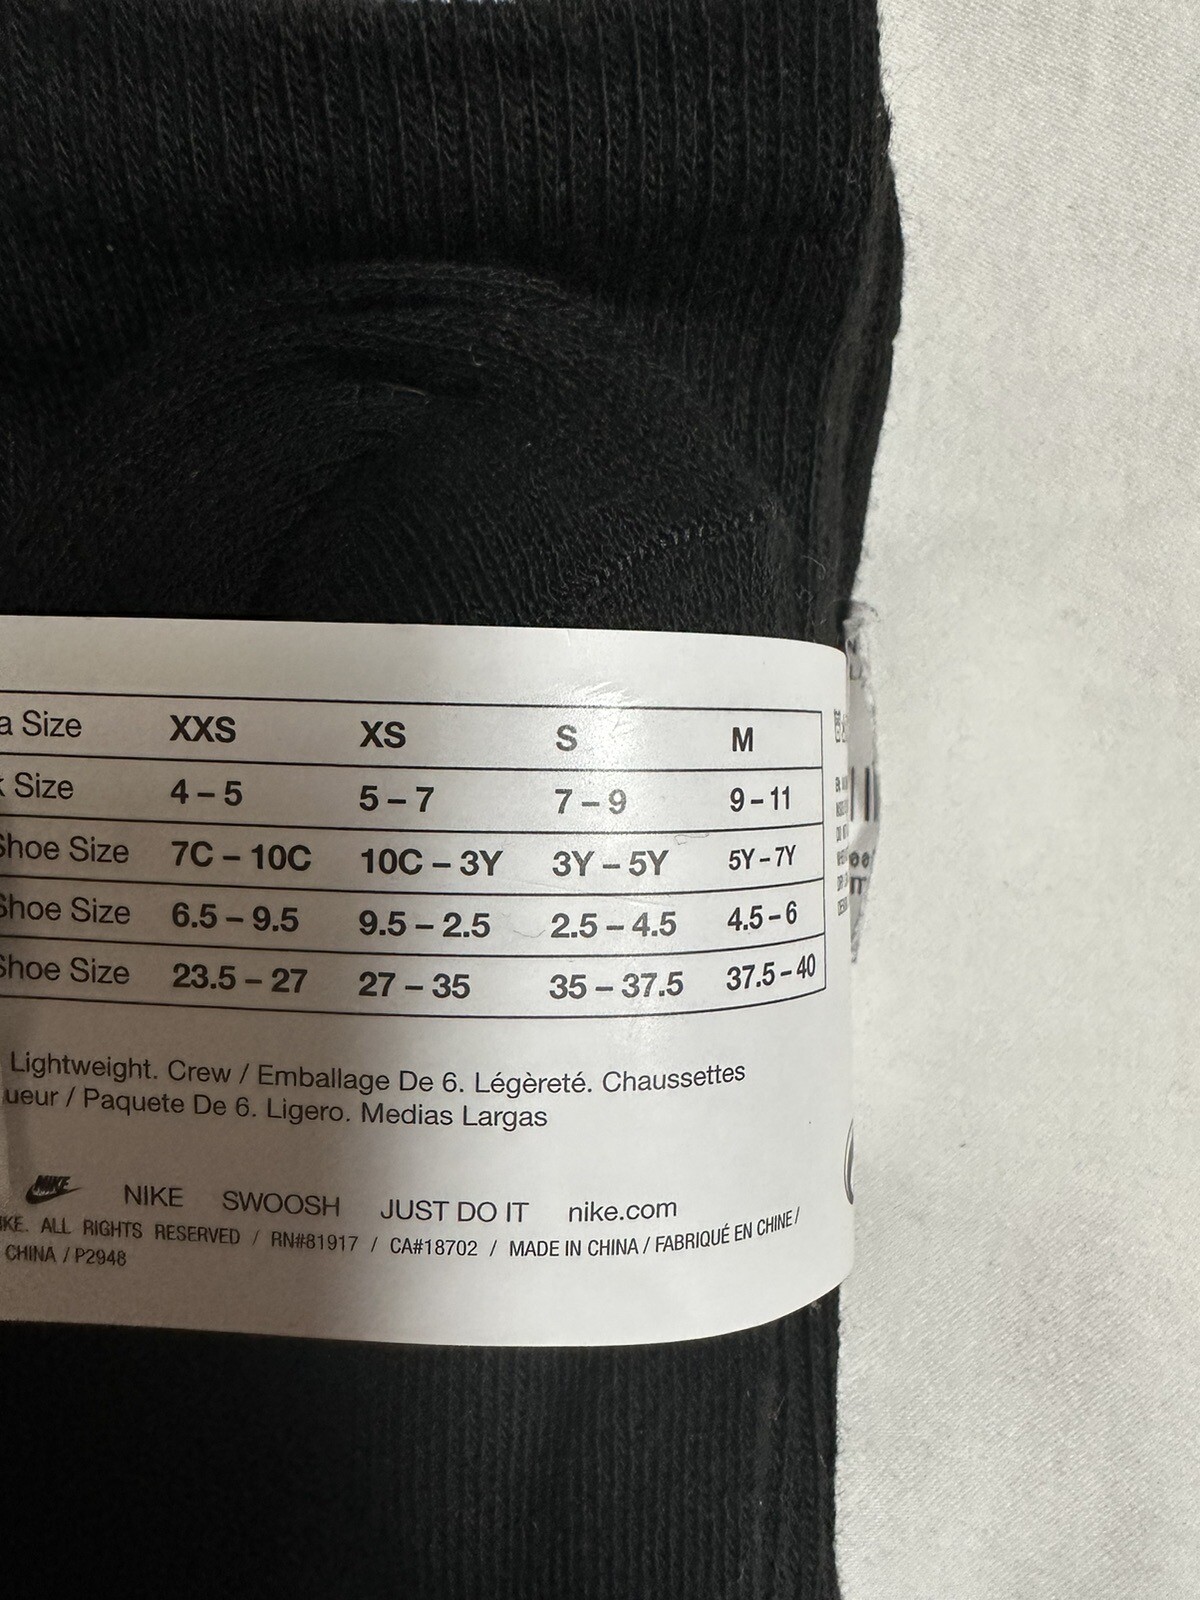 a Size XXS XS S M
Size 4 – 5 5 – 7 7 – 9 9 – 11
Shoe Size 7C – 10C 10C – 3Y 3Y – 5Y 5Y – 7Y
Shoe Size 6.5 – 9.5 9.5 – 2.5 2.5 – 4.5 4.5 – 6
Shoe Size 23.5 – 27 27 – 35 35 – 37.5 37.5 – 40
Lightweight. Crew / Emballage De 6. Légèreté. Chaussettes
ueur / Paquete De 6. Ligero. Medias Largas
NIKE NIKE SWOOSH JUST DO IT nike.com
IKE. ALL RIGHTS RESERVED / RN#81917 / CA#18702 / MADE IN CHINA / FABRIQUÉ EN CHINE /
CHINA / P2948